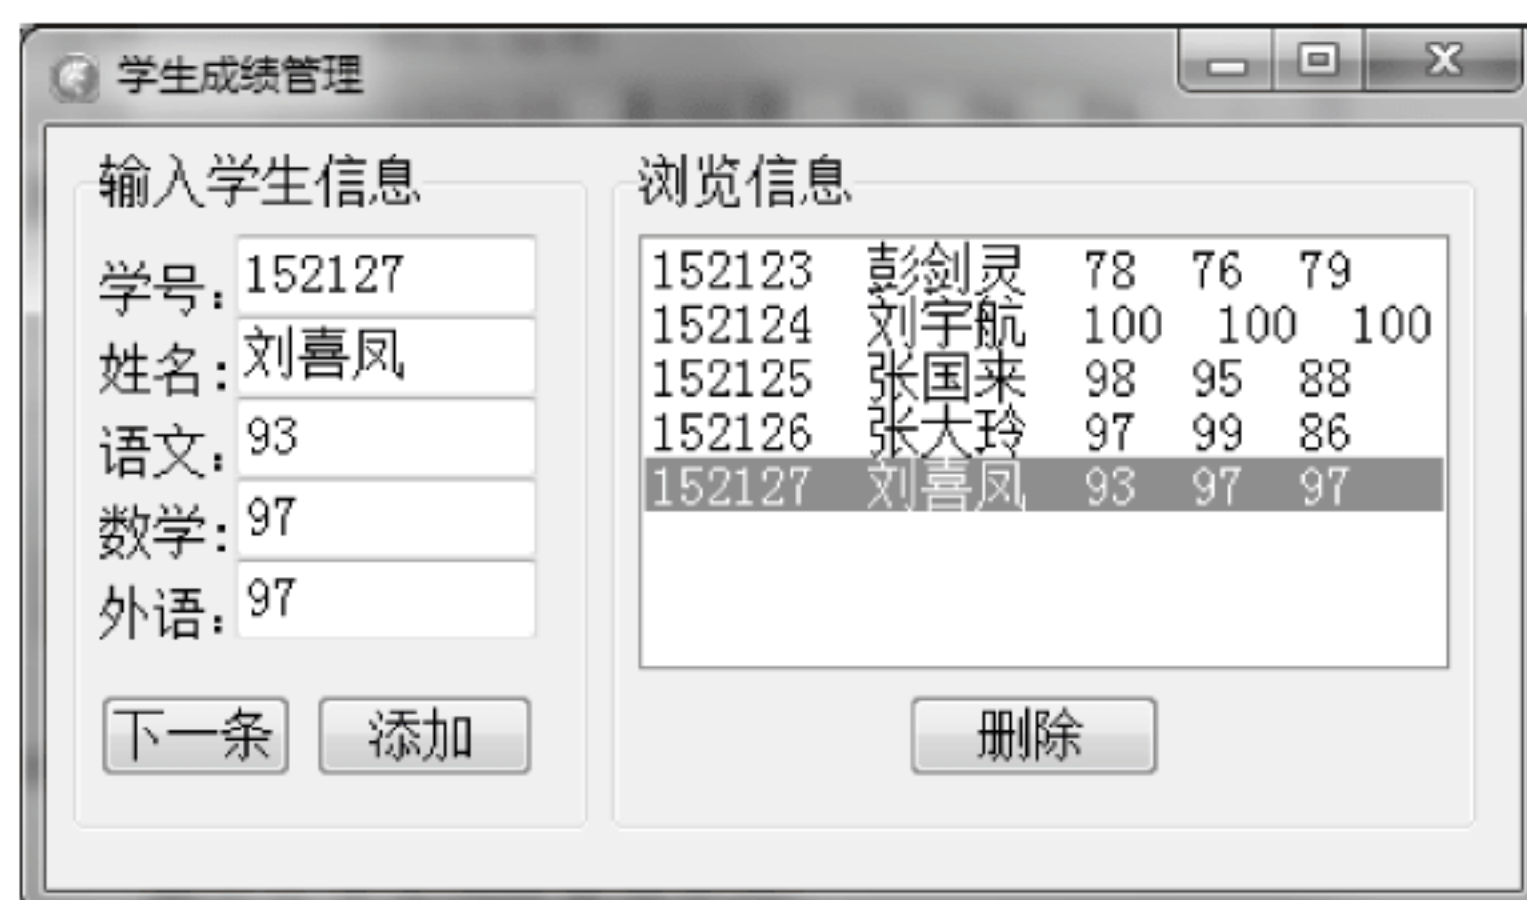 学生成绩管理
输入学生信息
学号: 152127
姓名: 刘喜凤
语文: 93
数学: 97
外语: 97
下一条 添加
浏览信息
152123 彭剑灵 78 76 79
152124 刘宇航 100 100 100
152125 张国来 98 95 88
152126 张大玲 97 99 86
152127 刘喜凤 93 97 97
删除